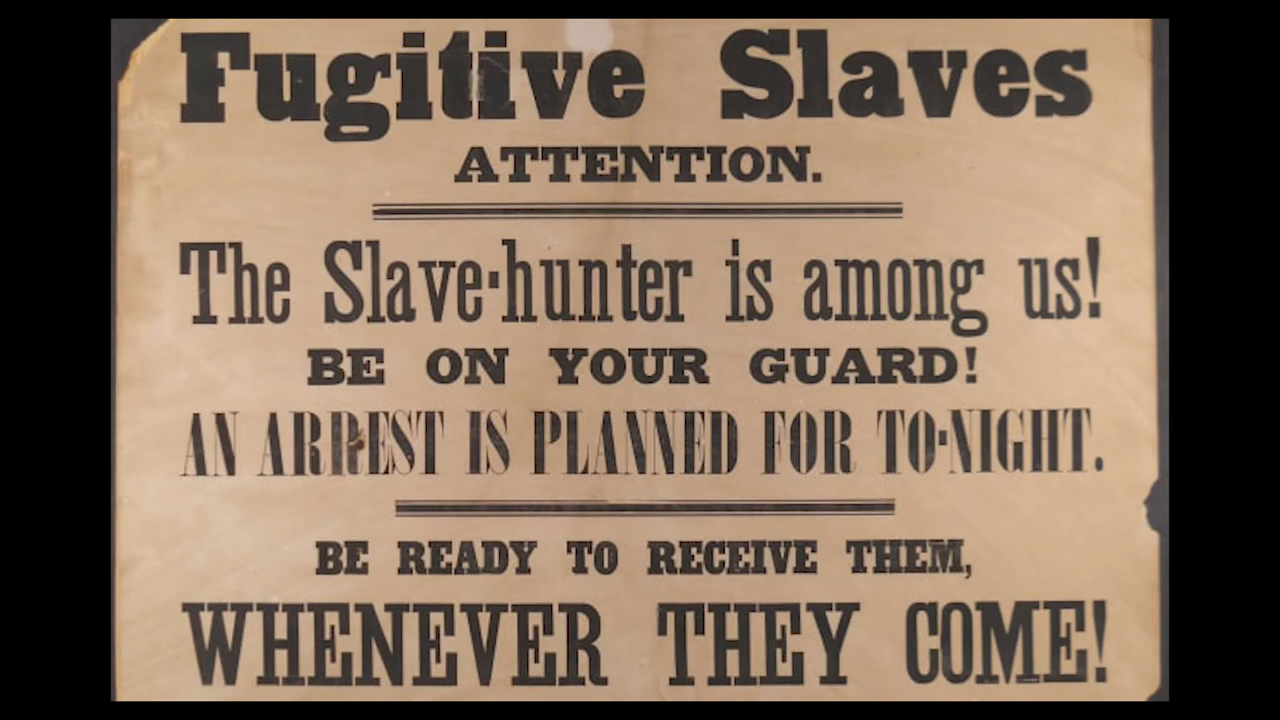 Fugitive Slaves
ATTENTION.
The Slave-hunter is among us!
BE ON YOUR GUARD!
AN ARREST IS PLANNED FOR TO-NIGHT.
BE READY TO RECEIVE THEM,
WHENEVER THEY COME!